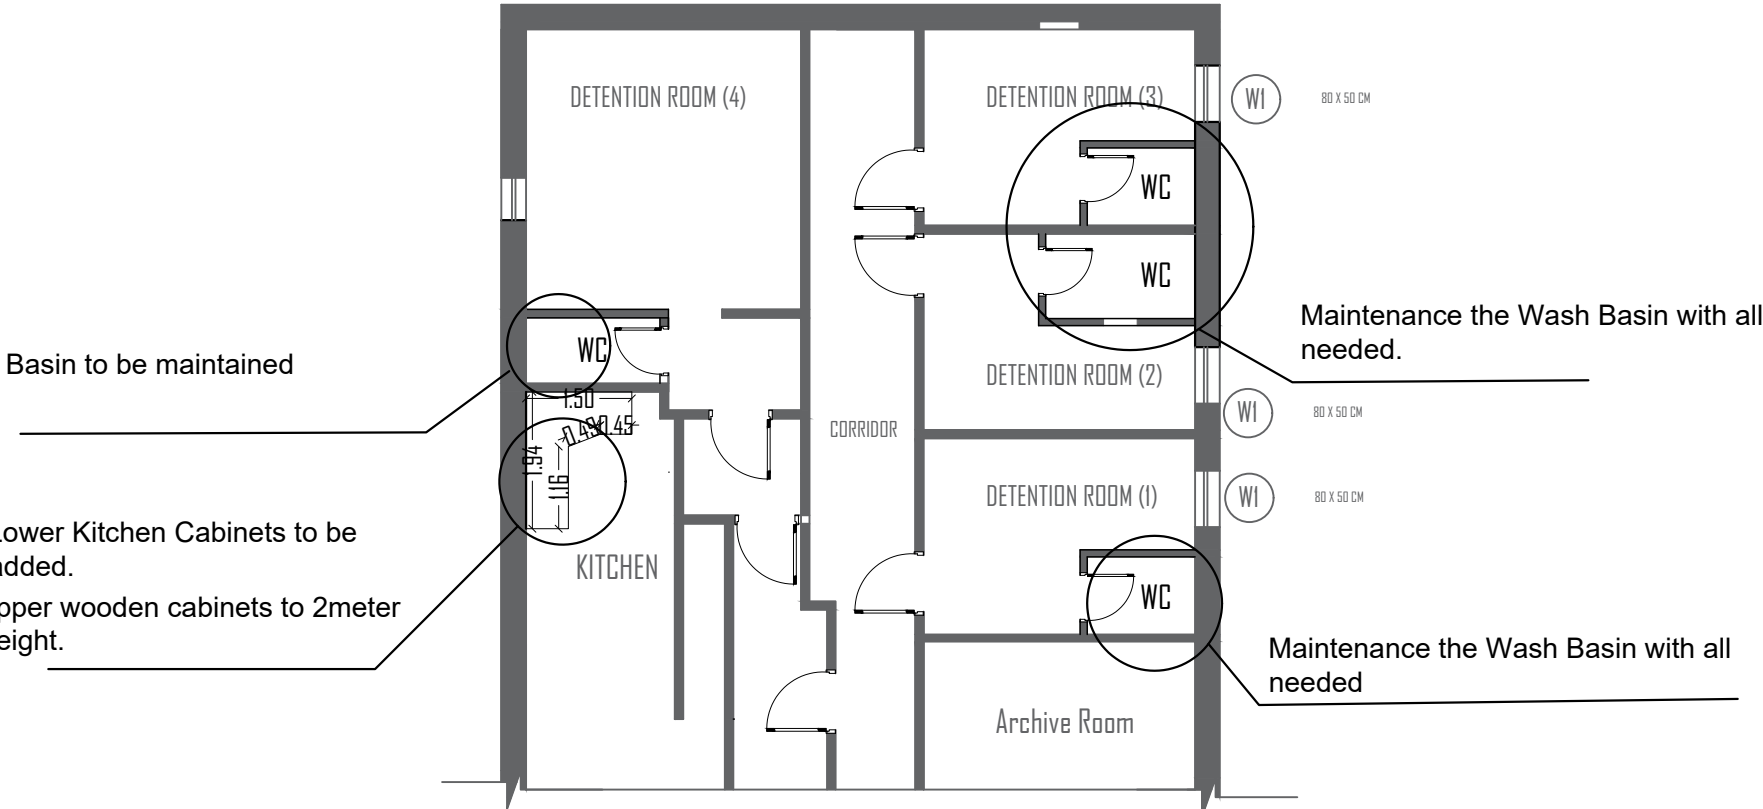 DETENTION ROOM (4)
DETENTION ROOM (3)
W1
80 X 50 CM
WC
WC
Maintenance the Wash Basin with all
needed.
WC
Basin to be maintained
DETENTION ROOM (2)
1.50
W1
80 X 50 CM
0.45
0.45
CORRIDOR
1.94
1.16
DETENTION ROOM (1)
W1
80 X 50 CM
Lower Kitchen Cabinets to be
added.
KITCHEN
WC
pper wooden cabinets to 2meter
eight.
Maintenance the Wash Basin with all
needed
Archive Room